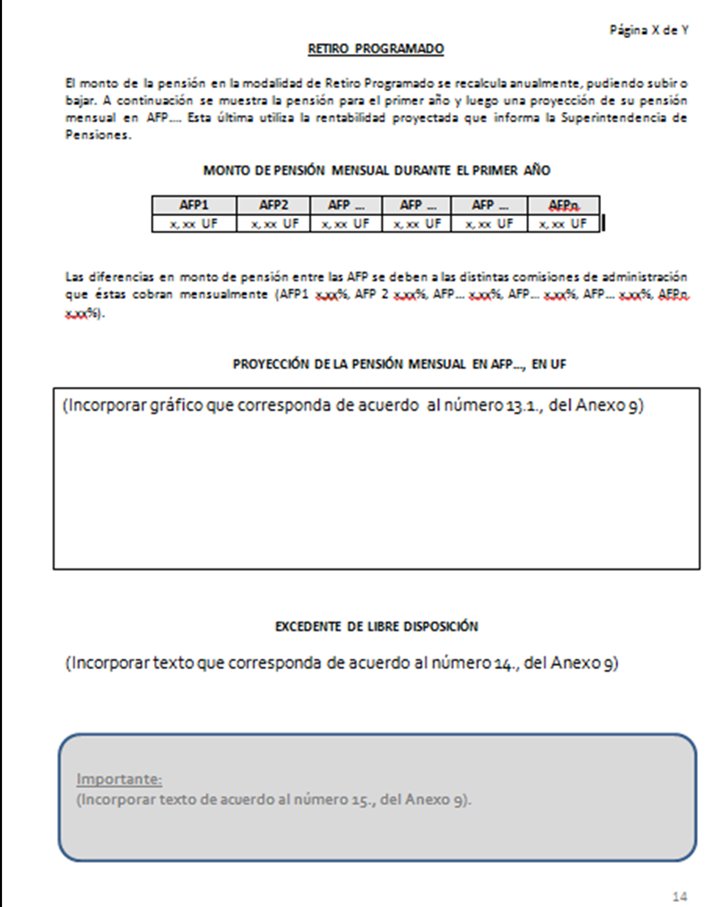 Página X de Y
RETIRO PROGRAMADO
El monto de la pensión en la modalidad de Retiro Programado se recalcula anualmente, pudiendo subir o
bajar. A continuación se muestra la pensión para el primer año y luego una proyección de su pensión
mensual en AFP.... Esta última utiliza la rentabilidad proyectada que informa la Superintendencia de
Pensiones.
MONTO DE PENSIÓN MENSUAL DURANTE EL PRIMER AÑO
AFP1 AFP2 AFP ... AFP ... AFP ... AFPn
x, xx UF x, xx UF x, xx UF x, xx UF x, xx UF x, xx UF
Las diferencias en monto de pensión entre las AFP se deben a las distintas comisiones de administración
que éstas cobran mensualmente (AFP1 x,xx%, AFP 2 x,xx%, AFP... x,xx%, AFP... x,xx%, AFP... x,xx%, AFPn
x,xx%).
PROYECCIÓN DE LA PENSIÓN MENSUAL EN AFP..., EN UF
(Incorporar gráfico que corresponda de acuerdo al número 13.1., del Anexo 9)
EXCEDENTE DE LIBRE DISPOSICIÓN
(Incorporar texto que corresponda de acuerdo al número 14., del Anexo 9)
Importante:
(Incorporar texto de acuerdo al número 15., del Anexo 9).
14